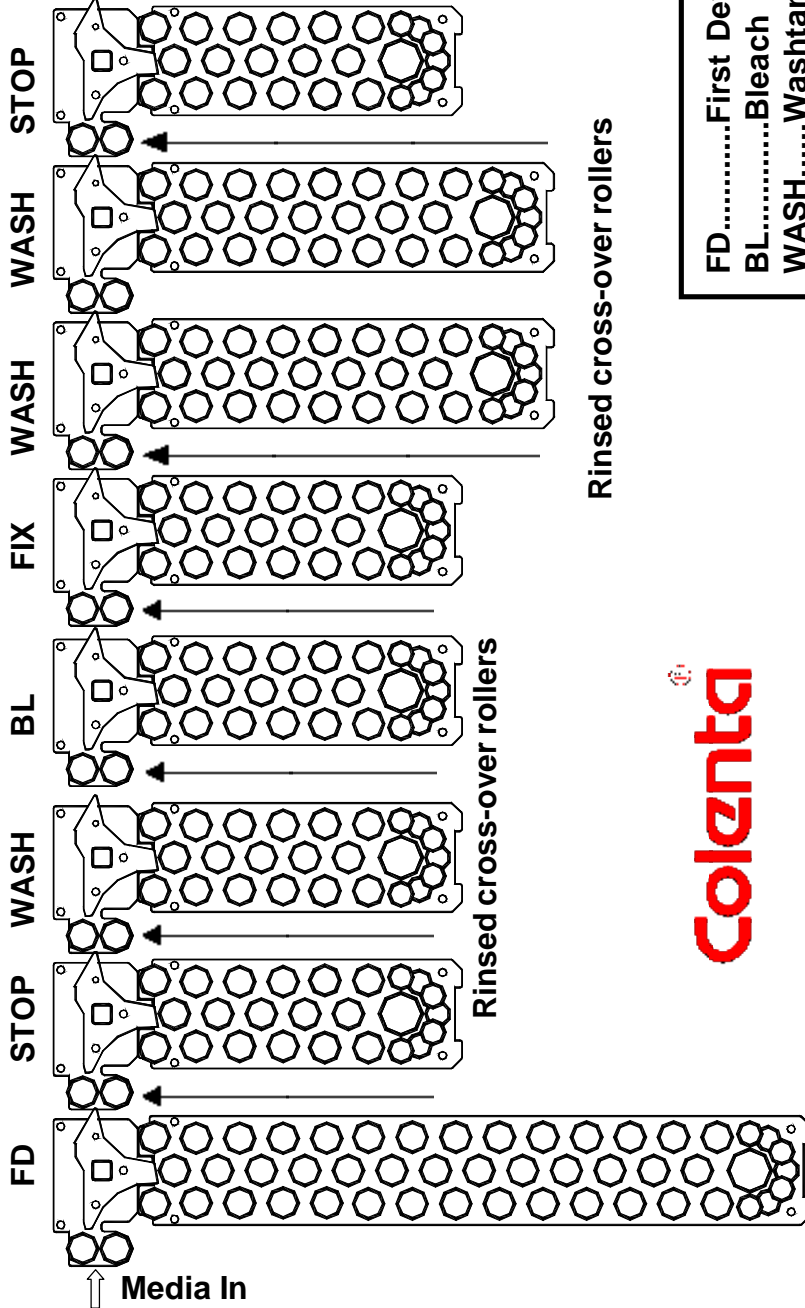 STOP
WASH
WASH
FIX
BL
WASH
STOP
FD
Media In
Rinsed cross-over rollers
Rinsed cross-over rollers
FD.............First De
BL.............Bleach
WASH......Washtan
Colenta